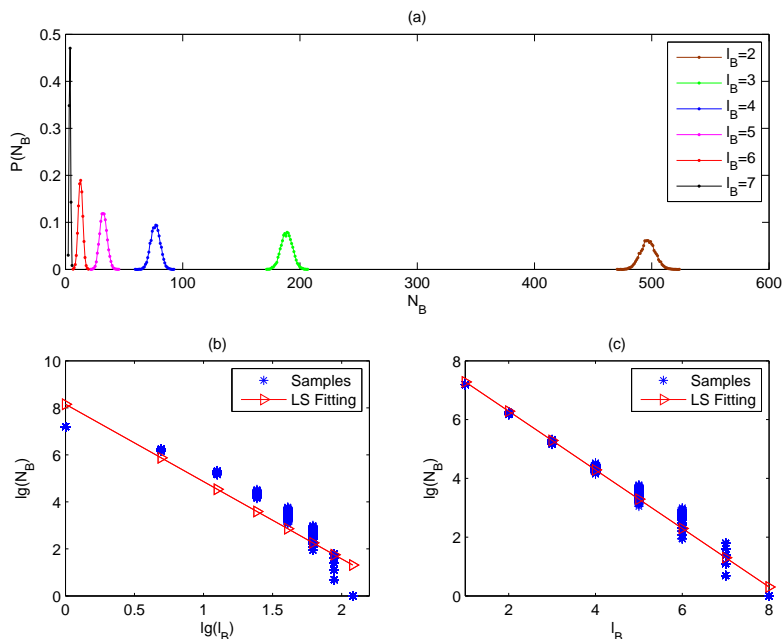 (a)
0.5
0.4
0.3
0.2
0.1
0
P(N_B)
0 100 200 300 400 500 600
N_B
l_B=2
l_B=3
l_B=4
l_B=5
l_B=6
l_B=7
(b)
10
8
6
4
2
0
lg(N_B)
0 0.5 1 1.5 2
lg(l_B)
Samples
LS Fitting
(c)
8
6
4
2
0
lg(N_B)
2 4 6 8
l_B
Samples
LS Fitting